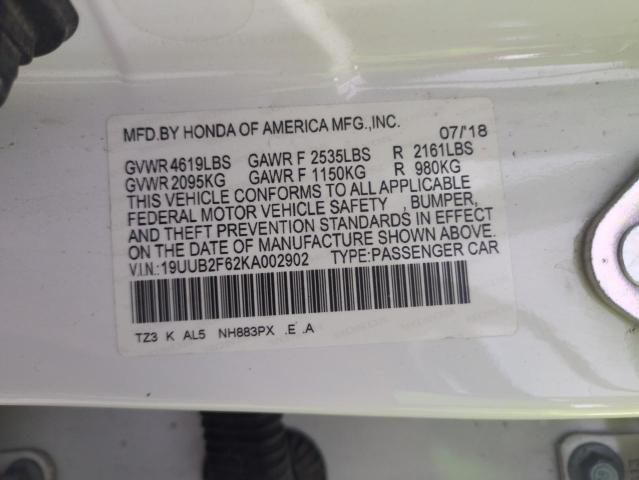 MFD.BY HONDA OF AMERICA MFG.,INC. 07/18
GVWR 4619LBS GAWR F 2535LBS R 2161LBS
GVWR 2095KG GAWR F 1150KG R 980KG
THIS VEHICLE CONFORMS TO ALL APPLICABLE
FEDERAL MOTOR VEHICLE SAFETY , BUMPER,
AND THEFT PREVENTION STANDARDS IN EFFECT
ON THE DATE OF MANUFACTURE SHOWN ABOVE.
V.I.N.:19UUB2F62KA002902 TYPE:PASSENGER CAR
TZ3 K AL5 NH883PX .E .A